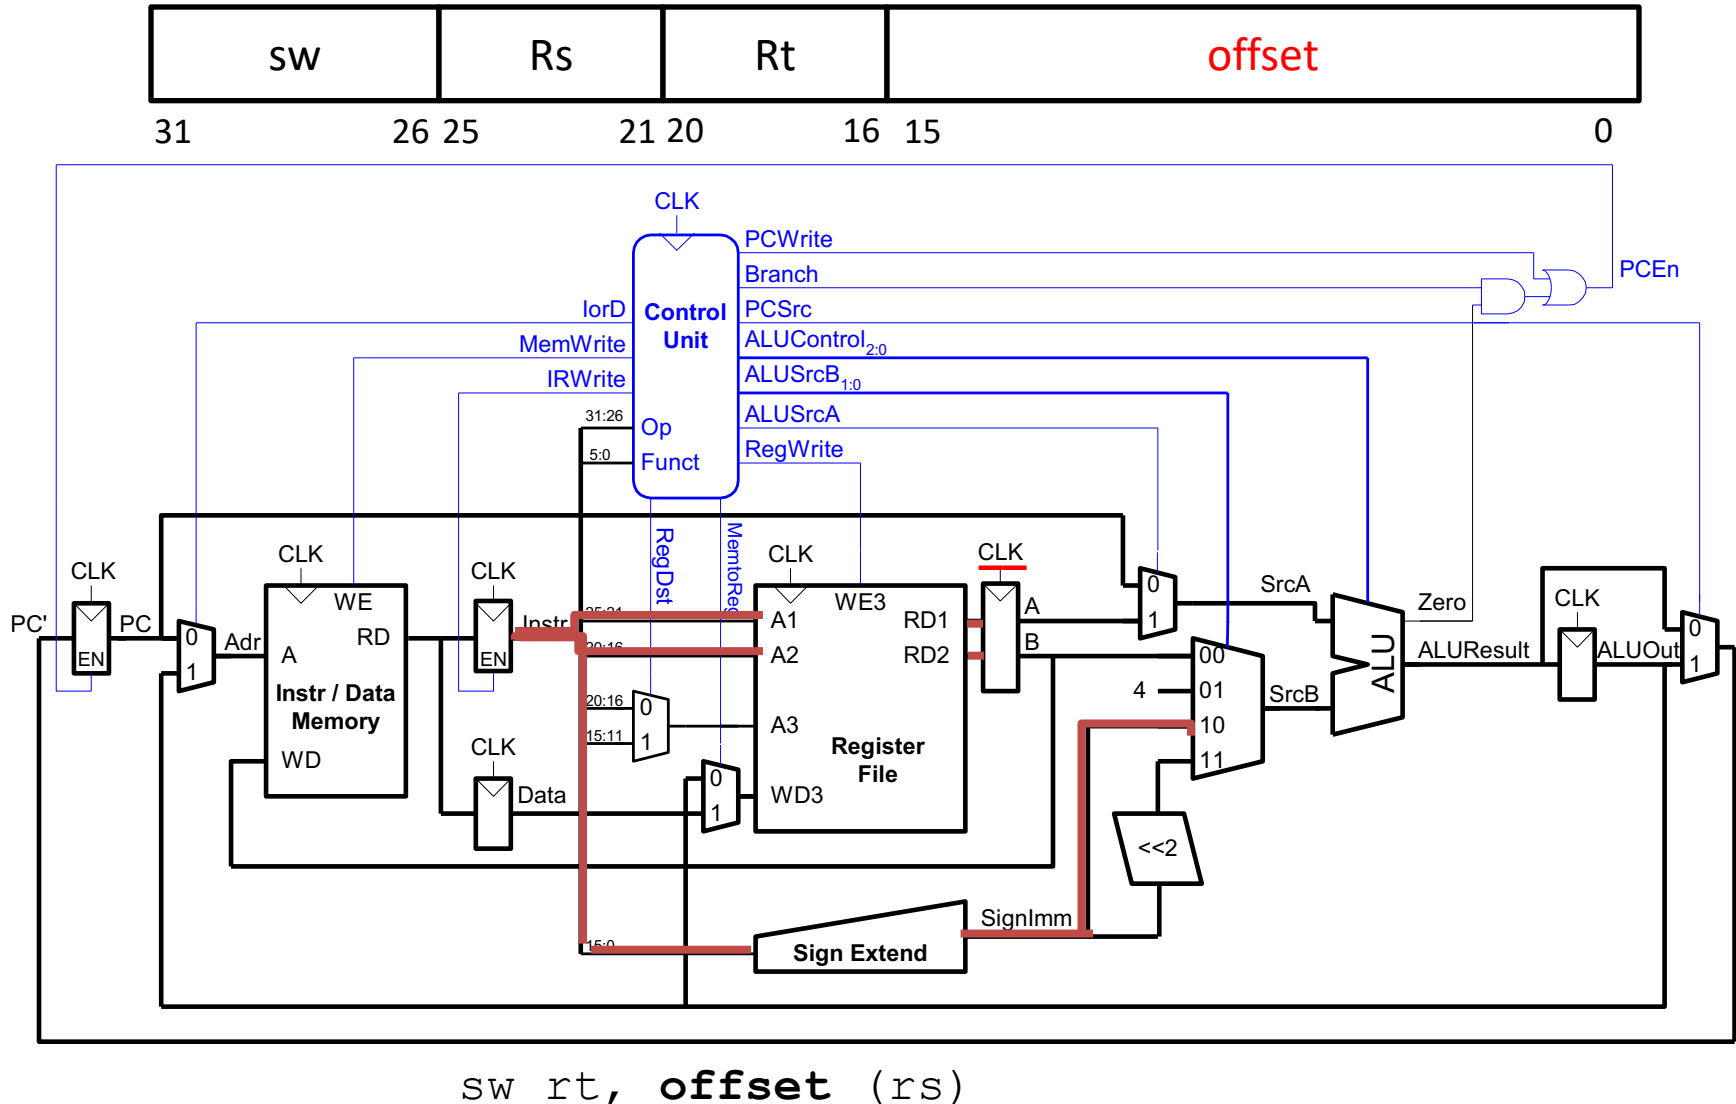 sw Rs Rt offset
31 26 25 21 20 16 15 0
CLK
PCWrite
Branch
PCEn
IorD Control Unit PCSrc
MemWrite ALUControl2:0
IRWrite ALUSrcB1:0
31:26 Op ALUSrcA
5:0 Funct RegWrite
RegDst MemtoReg
CLK CLK CLK CLK CLK
WE WE3
PC' PC EN 0 1 Adr A RD
Instr / Data Memory
WD
EN Instr
25:21 A1 RD1 A 0 1 SrcA
20:16 A2 RD2 B 00
4 01
10
11
SrcB ALU Zero
ALUResult CLK ALUOut 0 1
20:16 0 A3
15:11 1
Register File
CLK Data 0 1 WD3
<<2
SignImm
15:0 Sign Extend
sw rt, offset (rs)